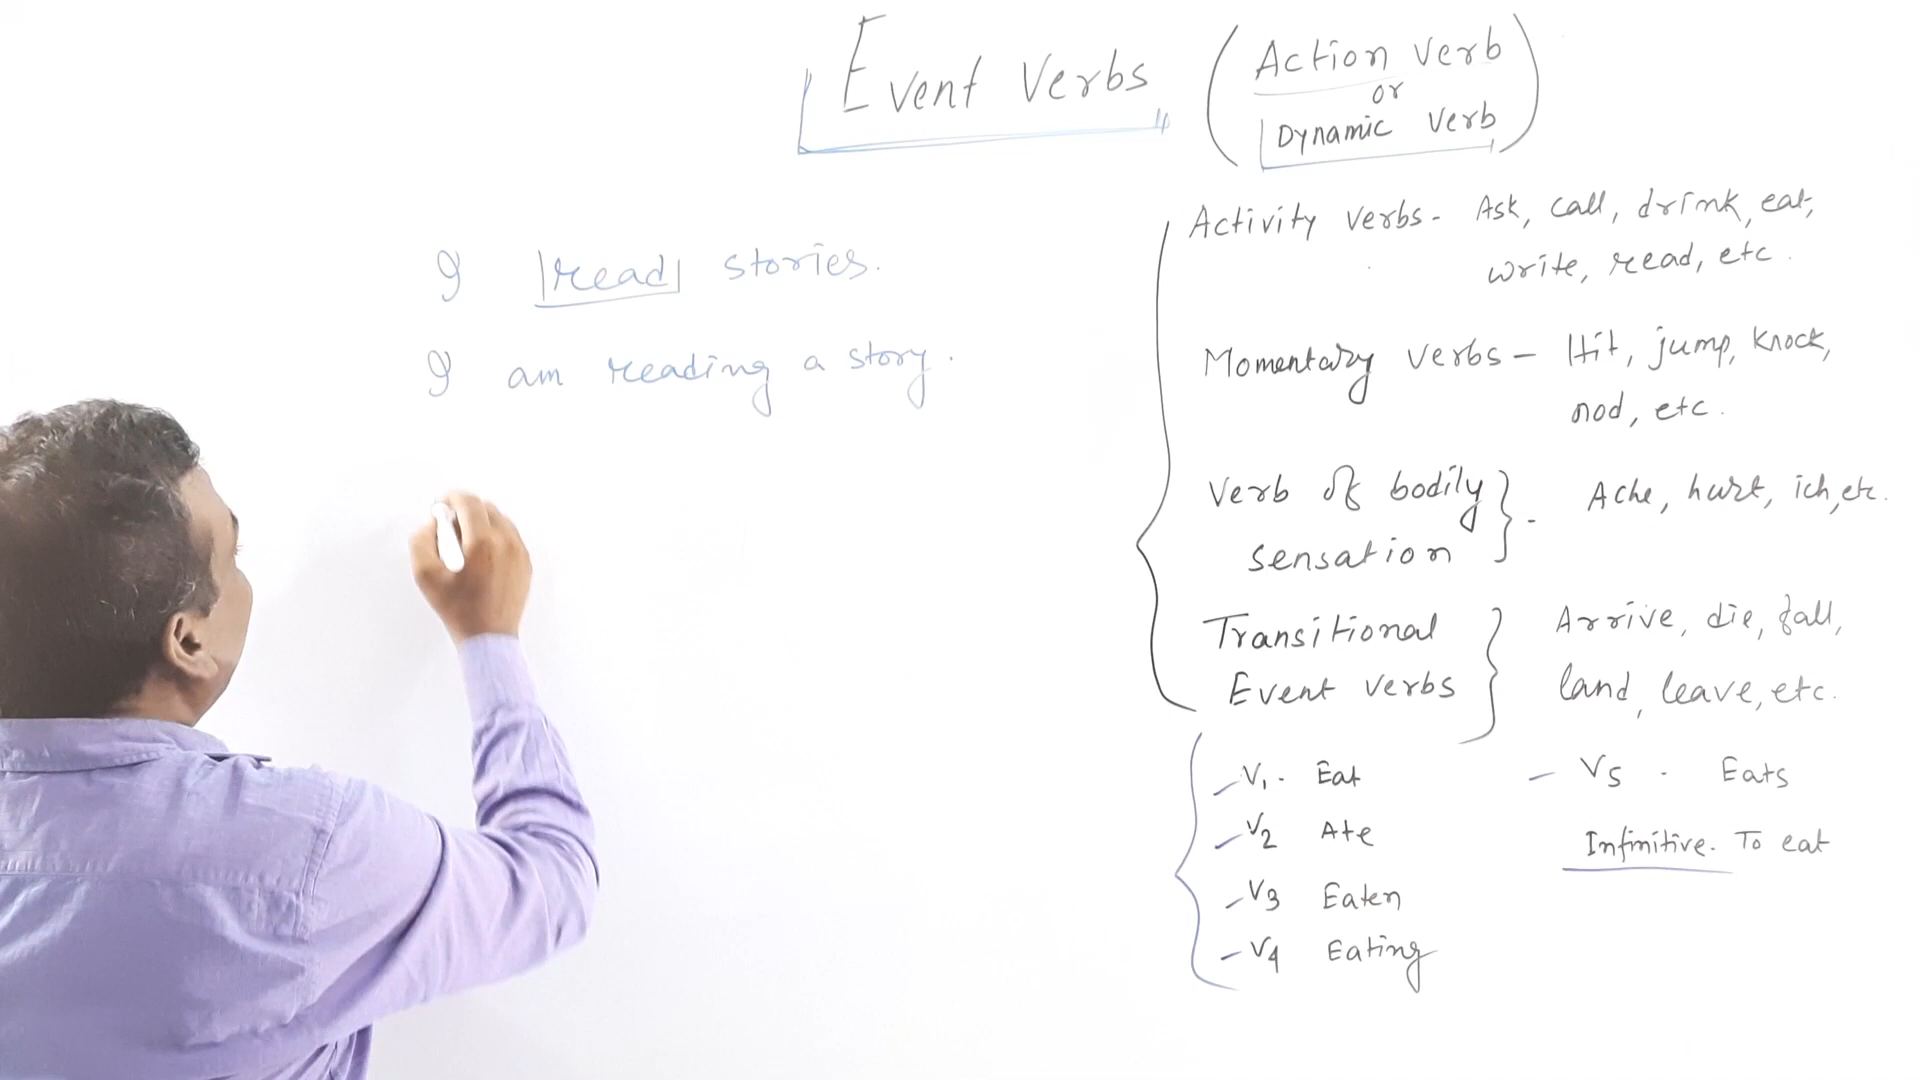 Event Verbs (Action verb
or
Dynamic verb)
I read stories.
I am reading a story.
Activity verbs - Ask, call, drink, eat,
write, read, etc.
Momentary verbs - Hit, jump, knock,
nod, etc.
Verb of bodily
sensation } - Ache, hurt, ich, etc.
Transitional
Event verbs } Arrive, die, fall,
land, leave, etc.
V1. Eat
V2 Ate
V3 Eaten
V4 Eating
V5 - Eats
Infinitive. To eat